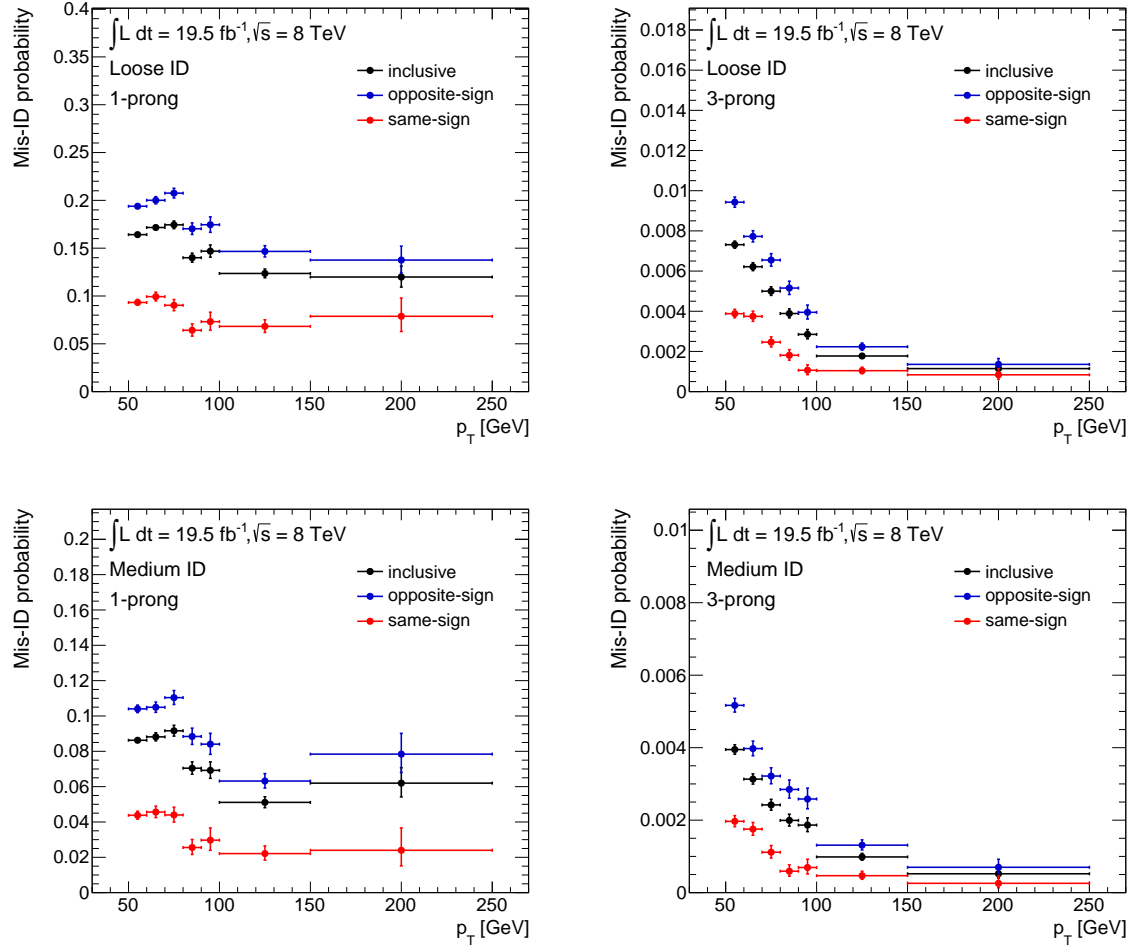 ∫L dt = 19.5 fb⁻¹,√s = 8 TeV
Loose ID
1-prong
inclusive
opposite-sign
same-sign
Mis-ID probability
0.4
0.35
0.3
0.25
0.2
0.15
0.1
0.05
0
50 100 150 200 250
p_T [GeV]
∫L dt = 19.5 fb⁻¹,√s = 8 TeV
Loose ID
3-prong
inclusive
opposite-sign
same-sign
Mis-ID probability
0.018
0.016
0.014
0.012
0.01
0.008
0.006
0.004
0.002
0
50 100 150 200 250
p_T [GeV]
∫L dt = 19.5 fb⁻¹,√s = 8 TeV
Medium ID
1-prong
inclusive
opposite-sign
same-sign
Mis-ID probability
0.2
0.18
0.16
0.14
0.12
0.1
0.08
0.06
0.04
0.02
0
50 100 150 200 250
p_T [GeV]
∫L dt = 19.5 fb⁻¹,√s = 8 TeV
Medium ID
3-prong
inclusive
opposite-sign
same-sign
Mis-ID probability
0.01
0.008
0.006
0.004
0.002
0
50 100 150 200 250
p_T [GeV]